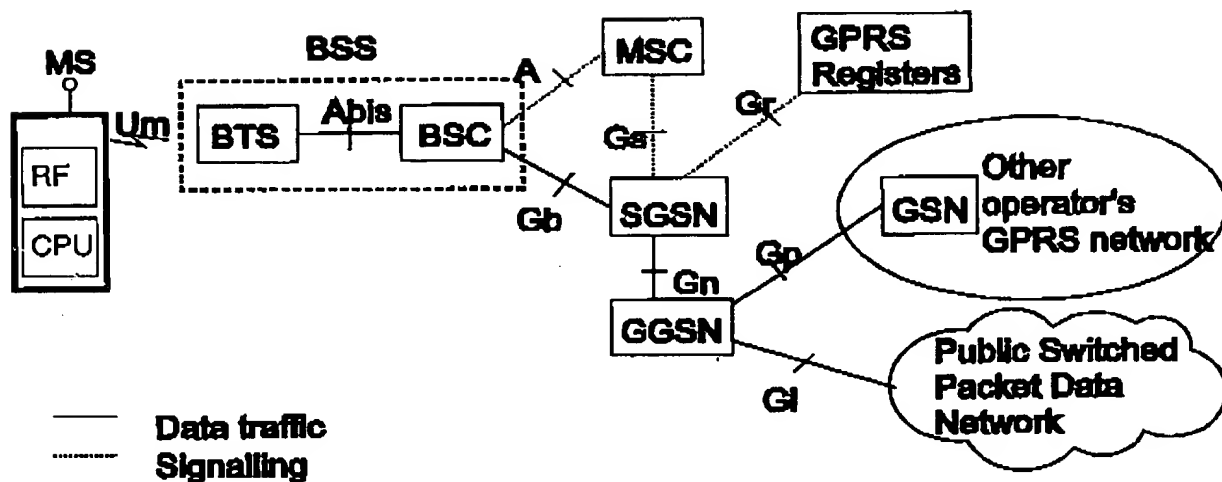 MS
BSS
Um
BTS
Abis
BSC
A
MSC
GPRS
Registers
Gs
Gr
RF
CPU
Gb
SGSN
Gn
GGSN
Gp
GSN
Other
operator's
GPRS network
Gi
Public Switched
Packet Data
Network
Data traffic
Signalling